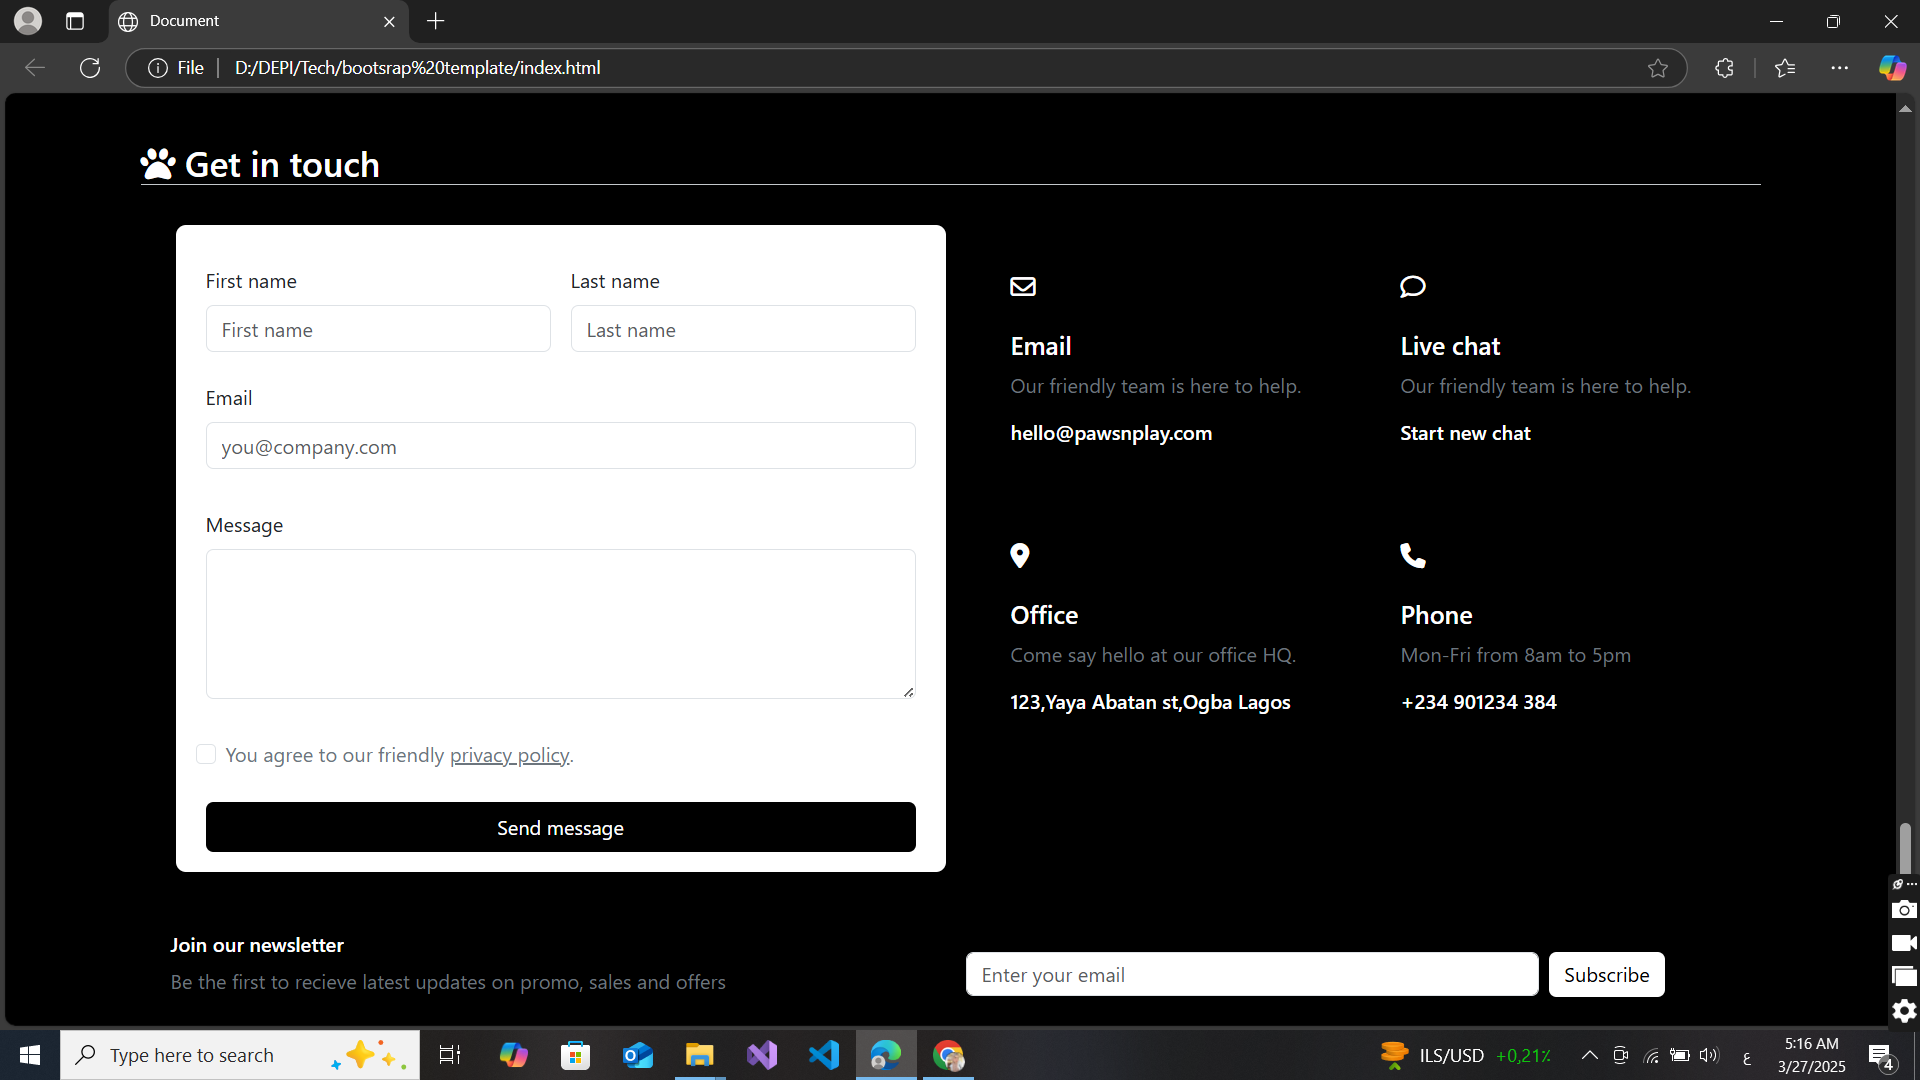 Document
File
D:/DEPI/Tech/bootsrap%20template/index.html
Get in touch
First name
Last name
First name
Last name
Email
you@company.com
Message
You agree to our friendly privacy policy.
Send message
Email
Our friendly team is here to help.
hello@pawsnplay.com
Live chat
Our friendly team is here to help.
Start new chat
Office
Come say hello at our office HQ.
123,Yaya Abatan st,Ogba Lagos
Phone
Mon-Fri from 8am to 5pm
+234 901234 384
Join our newsletter
Be the first to recieve latest updates on promo, sales and offers
Enter your email
Subscribe
Type here to search
ILS/USD +0,21%
ع
5:16 AM
3/27/2025
4